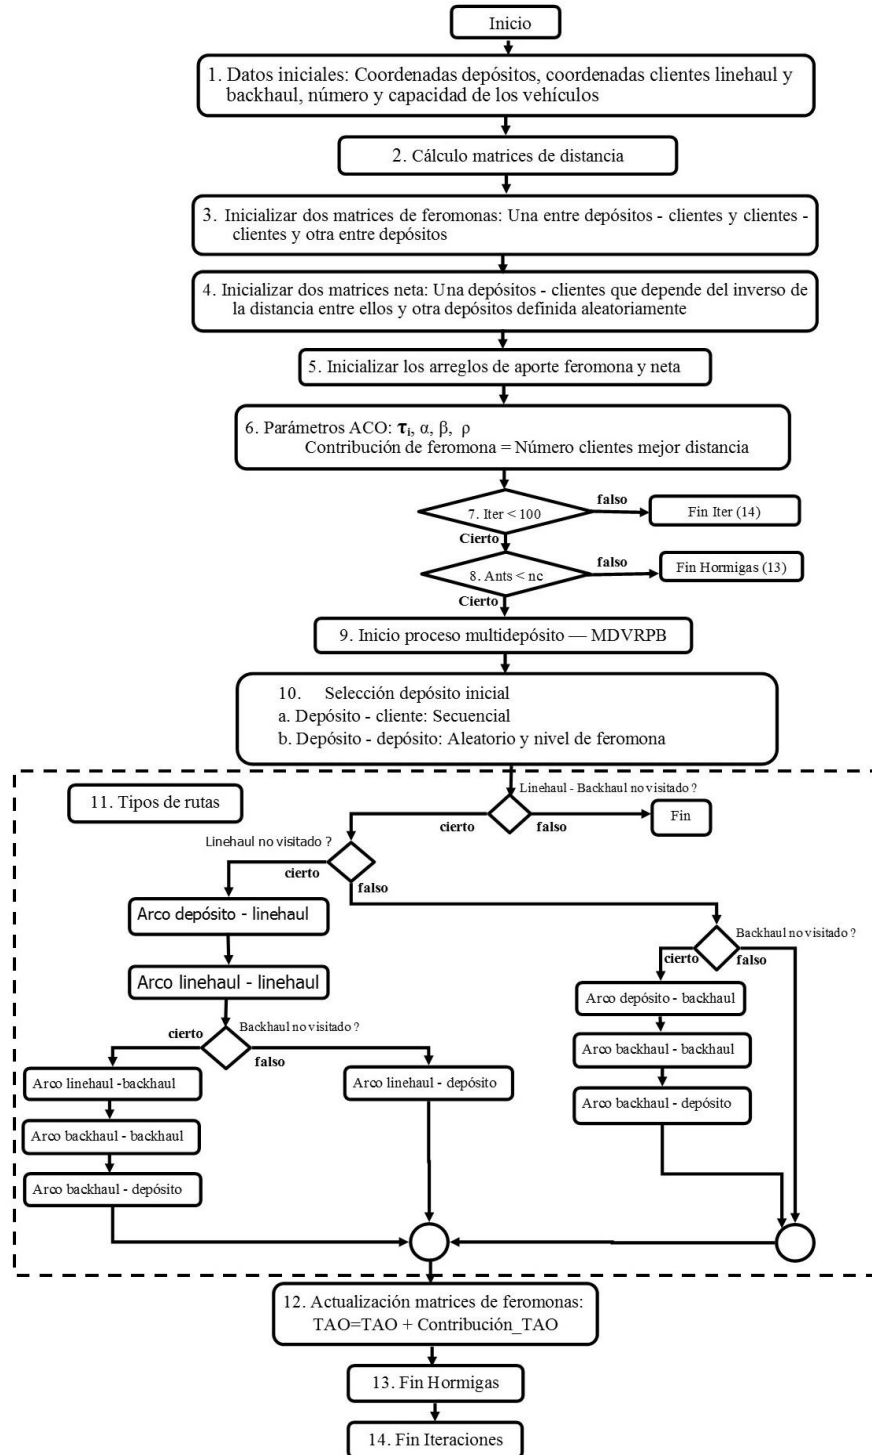 Inicio
1. Datos iniciales: Coordenadas depósitos, coordenadas clientes linehaul y
backhaul, número y capacidad de los vehículos
2. Cálculo matrices de distancia
3. Inicializar dos matrices de feromonas: Una entre depósitos - clientes y clientes -
clientes y otra entre depósitos
4. Inicializar dos matrices neta: Una depósitos - clientes que depende del inverso de
la distancia entre ellos y otra depósitos definida aleatoriamente
5. Inicializar los arreglos de aporte feromona y neta
6. Parámetros ACO: τi, α, β, ρ
Contribución de feromona = Número clientes mejor distancia
7. Iter < 100
falso
Fin Iter (14)
Cierto
8. Ants < nc
falso
Fin Hormigas (13)
Cierto
9. Inicio proceso multidepósito — MDVRPB
10. Selección depósito inicial
a. Depósito - cliente: Secuencial
b. Depósito - depósito: Aleatorio y nivel de feromona
11. Tipos de rutas
Linehaul - Backhaul no visitado ?
cierto
falso
Fin
Linehaul no visitado ?
cierto
falso
Arco depósito - linehaul
Arco linehaul - linehaul
Backhaul no visitado ?
cierto
falso
Arco linehaul -backhaul
Arco backhaul - backhaul
Arco backhaul - depósito
Arco linehaul - depósito
Backhaul no visitado ?
cierto
falso
Arco depósito - backhaul
Arco backhaul - backhaul
Arco backhaul - depósito
12. Actualización matrices de feromonas:
TAO=TAO + Contribución_TAO
13. Fin Hormigas
14. Fin Iteraciones